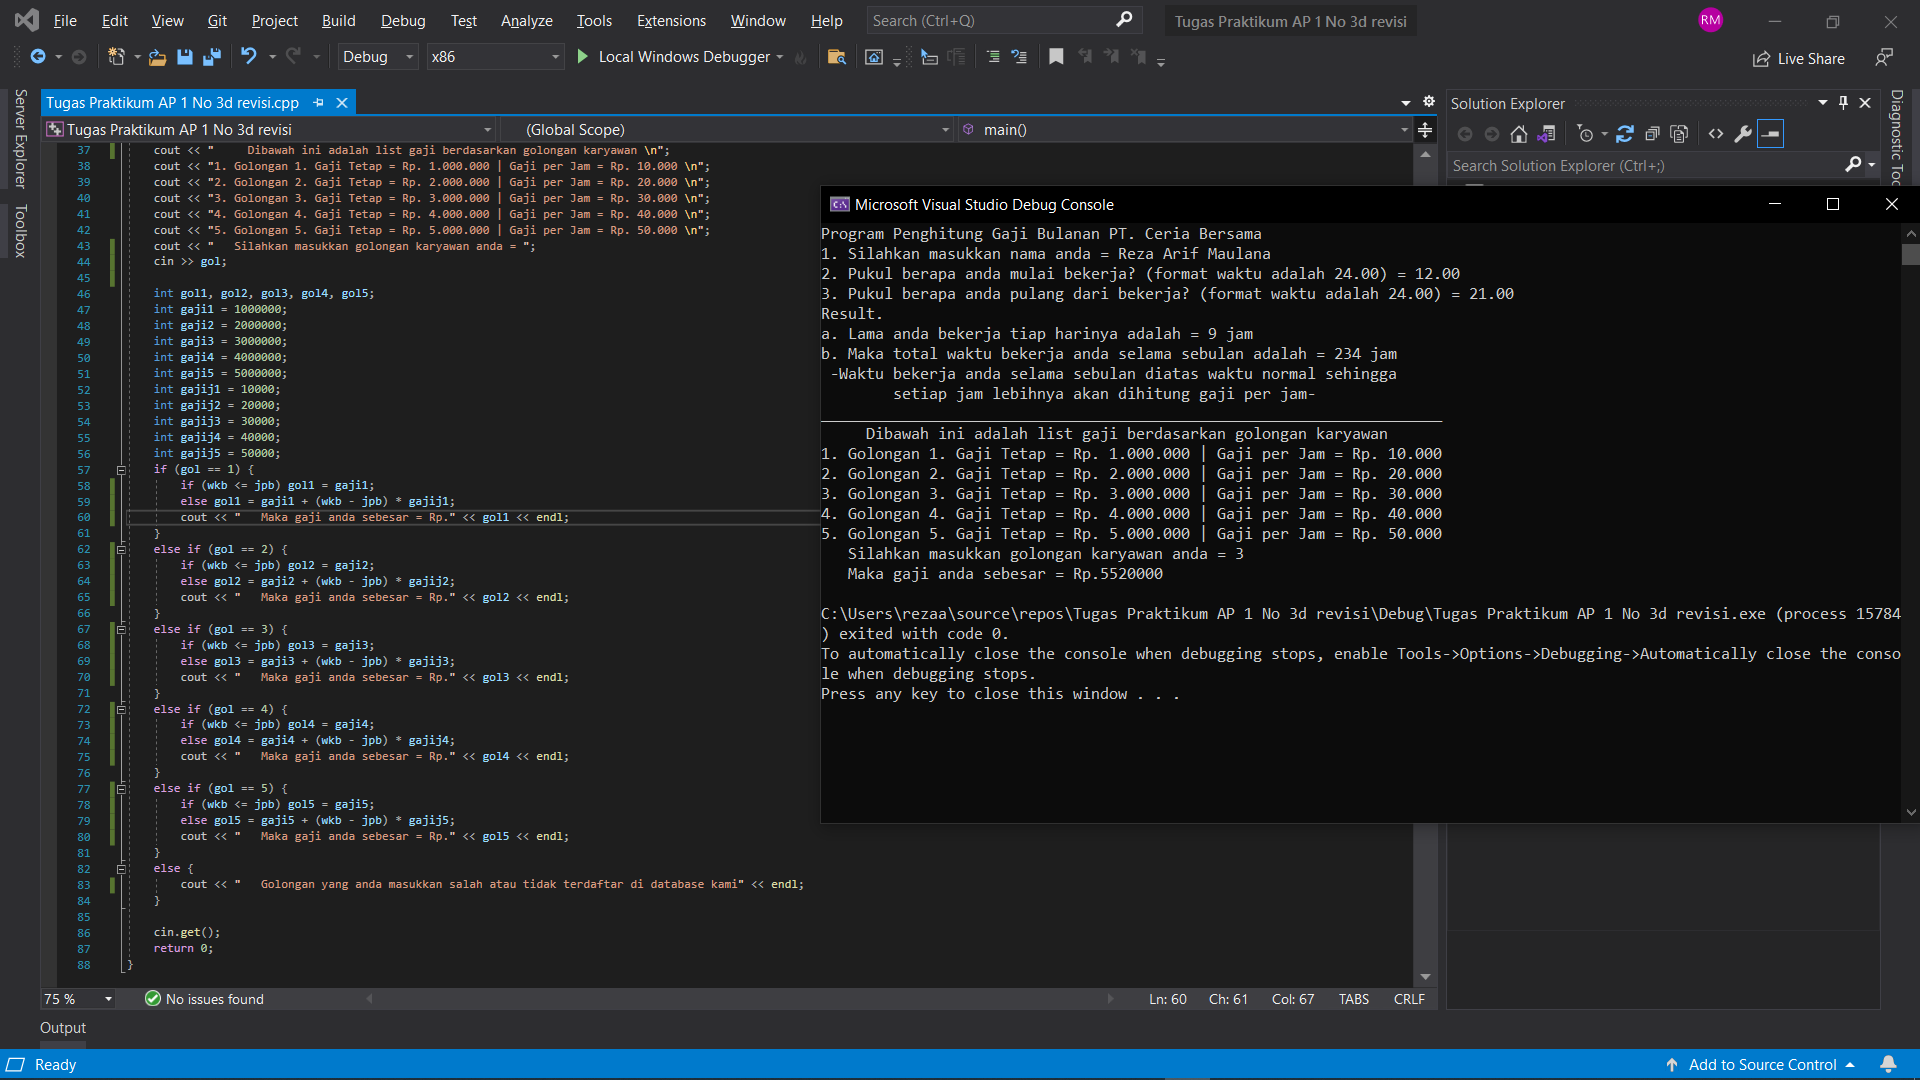 File Edit View Git Project Build Debug Test Analyze Tools Extensions Window Help Search (Ctrl+Q) Tugas Praktikum AP 1 No 3d revisi RM
Debug x86 Local Windows Debugger Live Share
Server Explorer
Toolbox
Tugas Praktikum AP 1 No 3d revisi.cpp
Tugas Praktikum AP 1 No 3d revisi (Global Scope) main()
37 cout << "     Dibawah ini adalah list gaji berdasarkan golongan karyawan \n";
38 cout << "1. Golongan 1. Gaji Tetap = Rp. 1.000.000 | Gaji per Jam = Rp. 10.000 \n";
39 cout << "2. Golongan 2. Gaji Tetap = Rp. 2.000.000 | Gaji per Jam = Rp. 20.000 \n";
40 cout << "3. Golongan 3. Gaji Tetap = Rp. 3.000.000 | Gaji per Jam = Rp. 30.000 \n";
41 cout << "4. Golongan 4. Gaji Tetap = Rp. 4.000.000 | Gaji per Jam = Rp. 40.000 \n";
42 cout << "5. Golongan 5. Gaji Tetap = Rp. 5.000.000 | Gaji per Jam = Rp. 50.000 \n";
43 cout << "   Silahkan masukkan golongan karyawan anda = ";
44 cin >> gol;
45
46 int gol1, gol2, gol3, gol4, gol5;
47 int gaji1 = 1000000;
48 int gaji2 = 2000000;
49 int gaji3 = 3000000;
50 int gaji4 = 4000000;
51 int gaji5 = 5000000;
52 int gajij1 = 10000;
53 int gajij2 = 20000;
54 int gajij3 = 30000;
55 int gajij4 = 40000;
56 int gajij5 = 50000;
57 if (gol == 1) {
58 if (wkb <= jpb) gol1 = gaji1;
59 else gol1 = gaji1 + (wkb - jpb) * gajij1;
60 cout << "   Maka gaji anda sebesar = Rp." << gol1 << endl;
61 }
62 else if (gol == 2) {
63 if (wkb <= jpb) gol2 = gaji2;
64 else gol2 = gaji2 + (wkb - jpb) * gajij2;
65 cout << "   Maka gaji anda sebesar = Rp." << gol2 << endl;
66 }
67 else if (gol == 3) {
68 if (wkb <= jpb) gol3 = gaji3;
69 else gol3 = gaji3 + (wkb - jpb) * gajij3;
70 cout << "   Maka gaji anda sebesar = Rp." << gol3 << endl;
71 }
72 else if (gol == 4) {
73 if (wkb <= jpb) gol4 = gaji4;
74 else gol4 = gaji4 + (wkb - jpb) * gajij4;
75 cout << "   Maka gaji anda sebesar = Rp." << gol4 << endl;
76 }
77 else if (gol == 5) {
78 if (wkb <= jpb) gol5 = gaji5;
79 else gol5 = gaji5 + (wkb - jpb) * gajij5;
80 cout << "   Maka gaji anda sebesar = Rp." << gol5 << endl;
81 }
82 else {
83 cout << "   Golongan yang anda masukkan salah atau tidak terdaftar di database kami" << endl;
84 }
85
86 cin.get();
87 return 0;
88 }
75 % No issues found Ln: 60 Ch: 61 Col: 67 TABS CRLF
Microsoft Visual Studio Debug Console
Program Penghitung Gaji Bulanan PT. Ceria Bersama
1. Silahkan masukkan nama anda = Reza Arif Maulana
2. Pukul berapa anda mulai bekerja? (format waktu adalah 24.00) = 12.00
3. Pukul berapa anda pulang dari bekerja? (format waktu adalah 24.00) = 21.00
Result.
a. Lama anda bekerja tiap harinya adalah = 9 jam
b. Maka total waktu bekerja anda selama sebulan adalah = 234 jam
-Waktu bekerja anda selama sebulan diatas waktu normal sehingga
setiap jam lebihnya akan dihitung gaji per jam-
_____________________________________________________________________
Dibawah ini adalah list gaji berdasarkan golongan karyawan
1. Golongan 1. Gaji Tetap = Rp. 1.000.000 | Gaji per Jam = Rp. 10.000
2. Golongan 2. Gaji Tetap = Rp. 2.000.000 | Gaji per Jam = Rp. 20.000
3. Golongan 3. Gaji Tetap = Rp. 3.000.000 | Gaji per Jam = Rp. 30.000
4. Golongan 4. Gaji Tetap = Rp. 4.000.000 | Gaji per Jam = Rp. 40.000
5. Golongan 5. Gaji Tetap = Rp. 5.000.000 | Gaji per Jam = Rp. 50.000
Silahkan masukkan golongan karyawan anda = 3
Maka gaji anda sebesar = Rp.5520000
C:\Users\rezaa\source\repos\Tugas Praktikum AP 1 No 3d revisi\Debug\Tugas Praktikum AP 1 No 3d revisi.exe (process 15784
) exited with code 0.
To automatically close the console when debugging stops, enable Tools->Options->Debugging->Automatically close the conso
le when debugging stops.
Press any key to close this window . . .
Solution Explorer
Search Solution Explorer (Ctrl+;)
Diagnostic
Output
Ready Add to Source Control